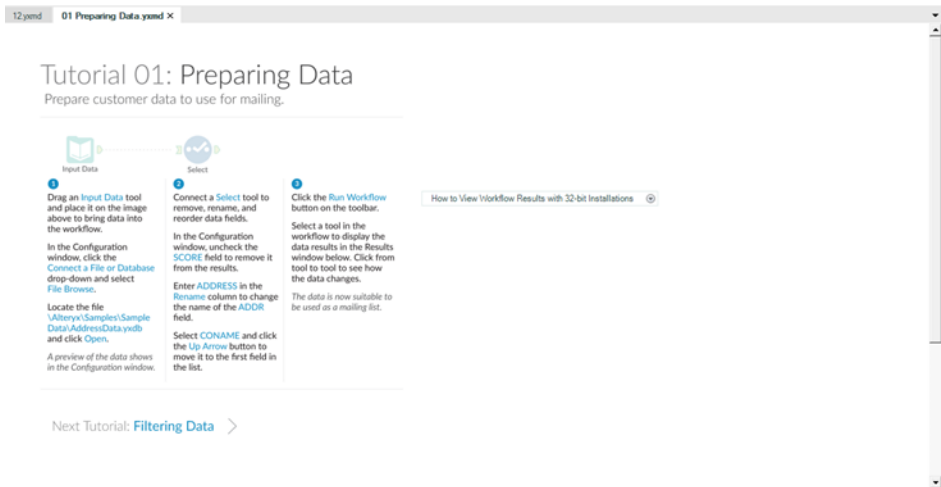 12.yxmd
01 Preparing Data.yxmd ×
Tutorial 01: Preparing Data
Prepare customer data to use for mailing.
Input Data
Select
1
Drag an Input Data tool
and place it on the image
above to bring data into
the workflow.
In the Configuration
window, click the
Connect a File or Database
drop-down and select
File Browse.
Locate the file
\Alteryx\Samples\Sample
Data\AddressData.yxdb
and click Open.
A preview of the data shows
in the Configuration window.
2
Connect a Select tool to
remove, rename, and
reorder data fields.
In the Configuration
window, uncheck the
SCORE field to remove it
from the results.
Enter ADDRESS in the
Rename column to change
the name of the ADDR
field.
Select CONAME and click
the Up Arrow button to
move it to the first field in
the list.
3
Click the Run Workflow
button on the toolbar.
Select a tool in the
workflow to display the
data results in the Results
window below. Click from
tool to tool to see how
the data changes.
The data is now suitable to
be used as a mailing list.
How to View Workflow Results with 32-bit Installations
Next Tutorial: Filtering Data